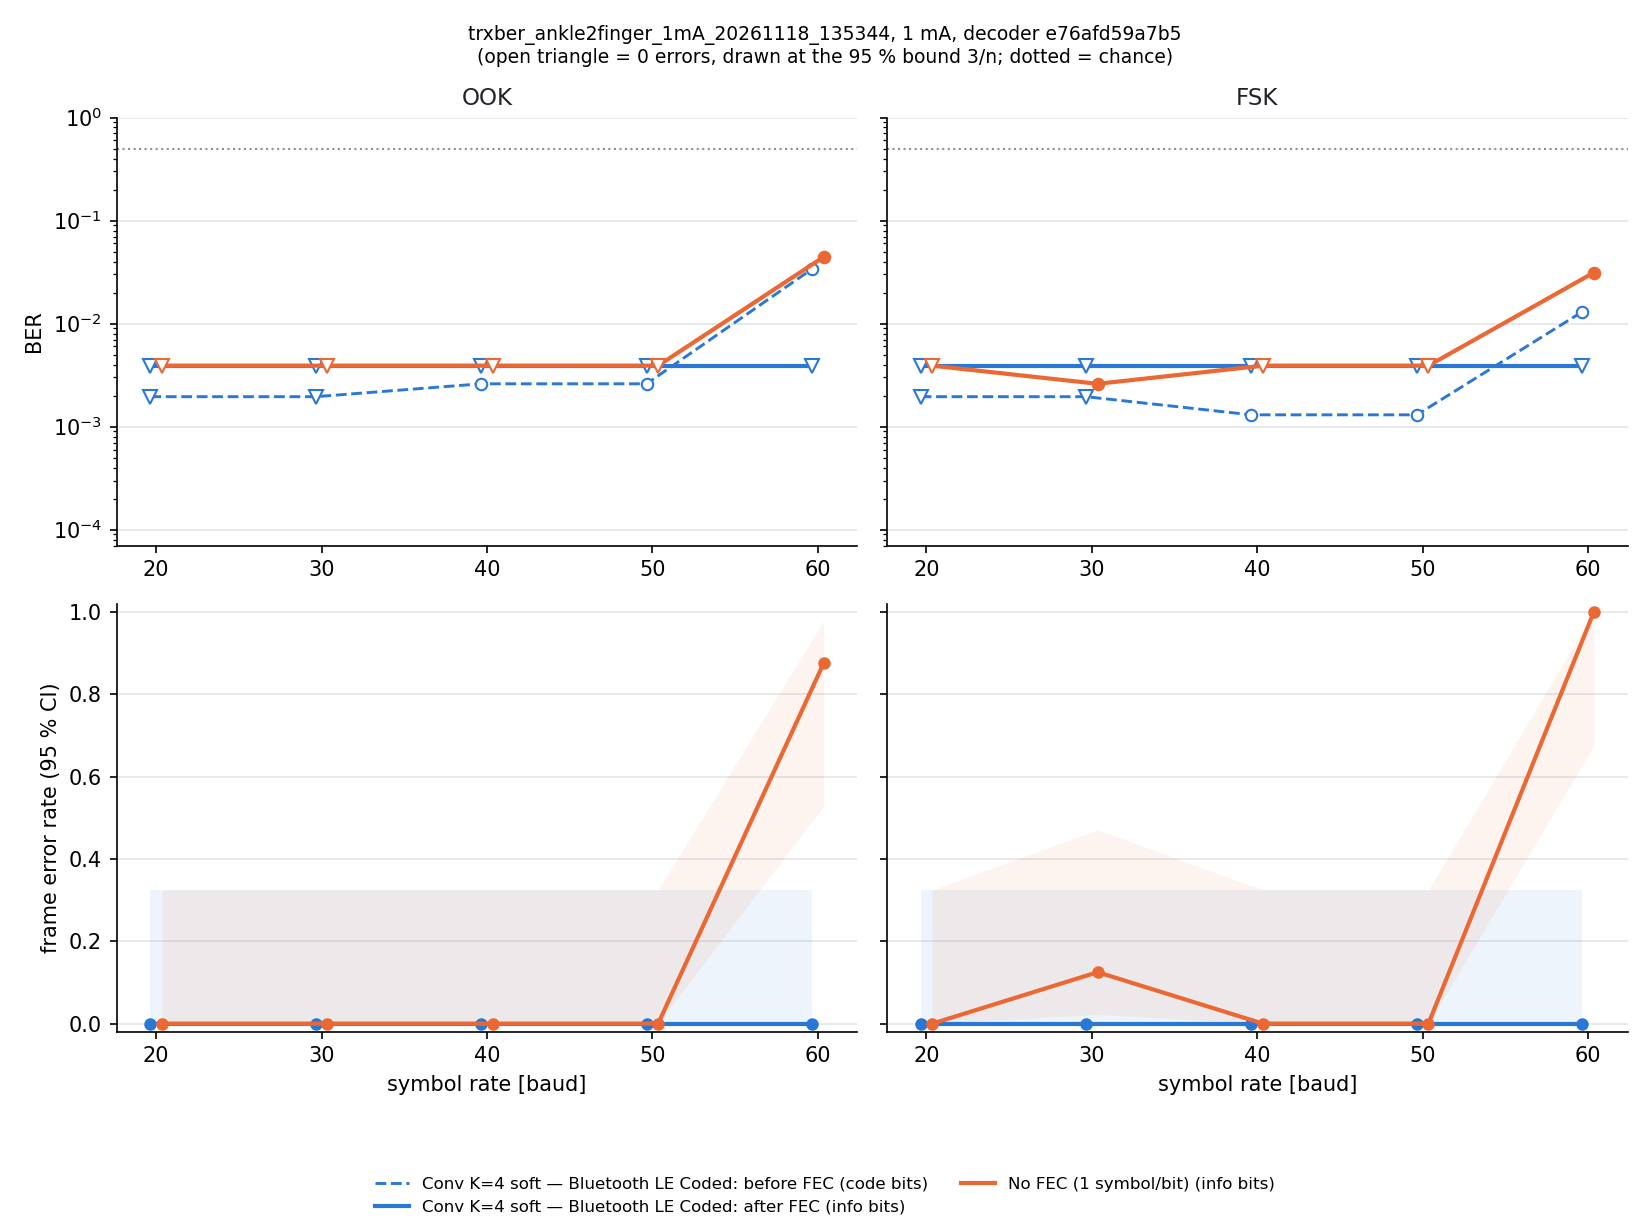 trxber_ankle2finger_1mA_20261118_135344, 1 mA, decoder e76afd59a7b5
(open triangle = 0 errors, drawn at the 95 % bound 3/n; dotted = chance)
OOK
FSK
BER
10⁰
10⁻¹
10⁻²
10⁻³
10⁻⁴
20 30 40 50 60
20 30 40 50 60
frame error rate (95 % CI)
1.0
0.8
0.6
0.4
0.2
0.0
20 30 40 50 60
20 30 40 50 60
symbol rate [baud]
symbol rate [baud]
Conv K=4 soft — Bluetooth LE Coded: before FEC (code bits)
Conv K=4 soft — Bluetooth LE Coded: after FEC (info bits)
No FEC (1 symbol/bit) (info bits)